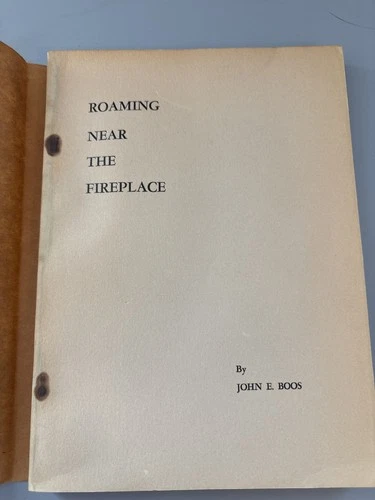 ROAMING
NEAR
THE
FIREPLACE
By
JOHN E. BOOS